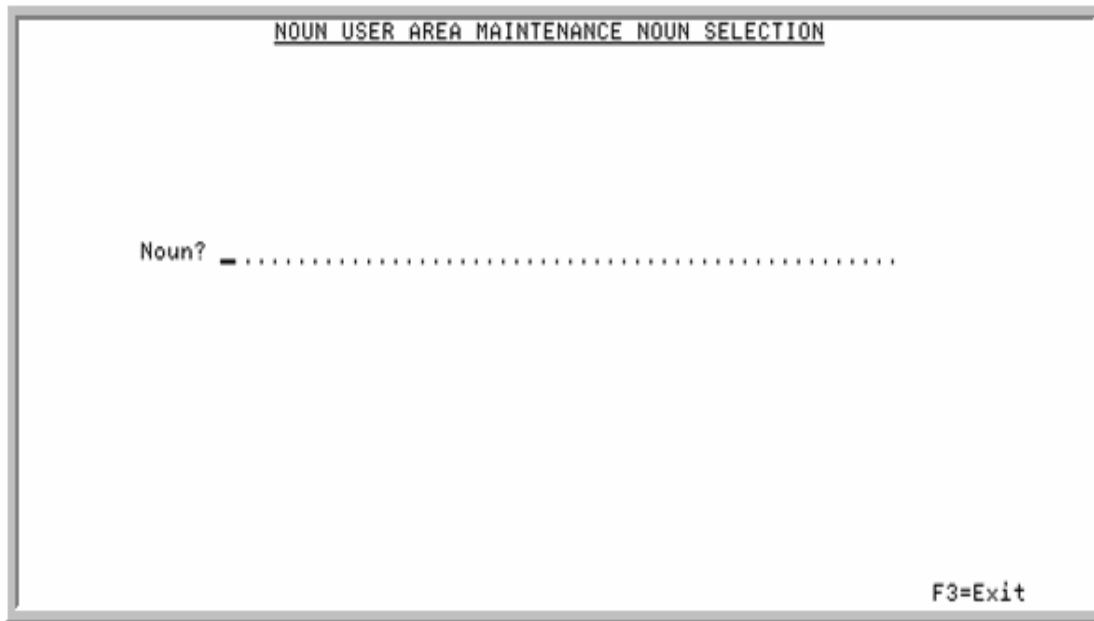 NOUN USER AREA MAINTENANCE NOUN SELECTION
Noun? _ . . . . . . . . . . . . . . . . . . . . . . . . . . . . . . . . . . . . . . . . . . . . . . . . .
F3=Exit